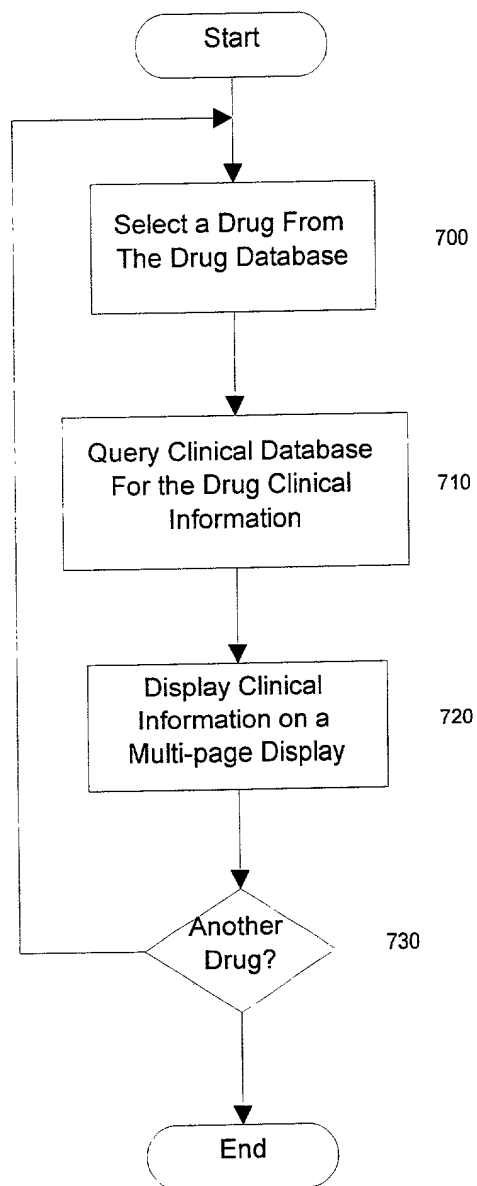 Start
Select a Drug From
The Drug Database
700
Query Clinical Database
For the Drug Clinical
Information
710
Display Clinical
Information on a
Multi-page Display
720
Another
Drug?
730
End